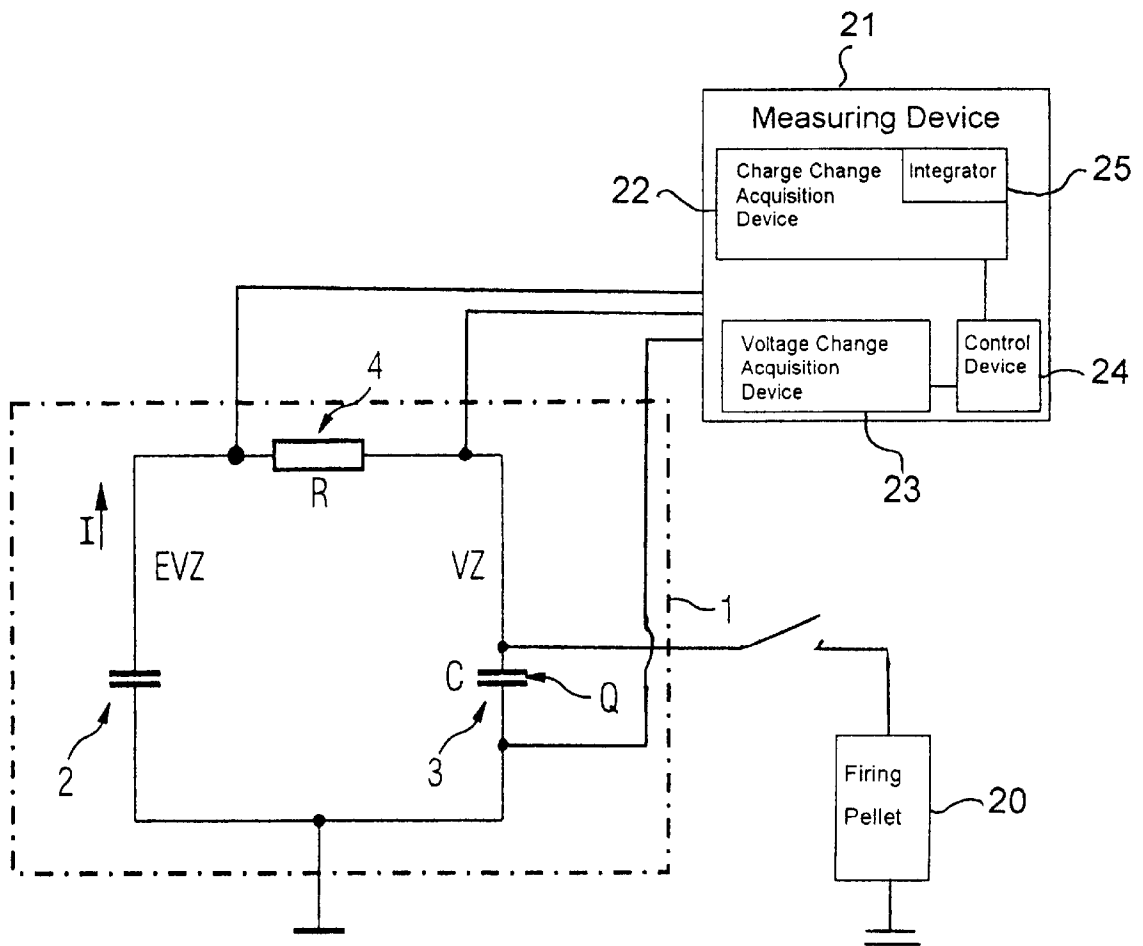 21
Measuring Device
Charge Change
Acquisition
Device
Integrator
25
22
Voltage Change
Acquisition
Device
Control
Device
24
23
4
R
I
EVZ
VZ
1
C
Q
2
3
Firing
Pellet
20